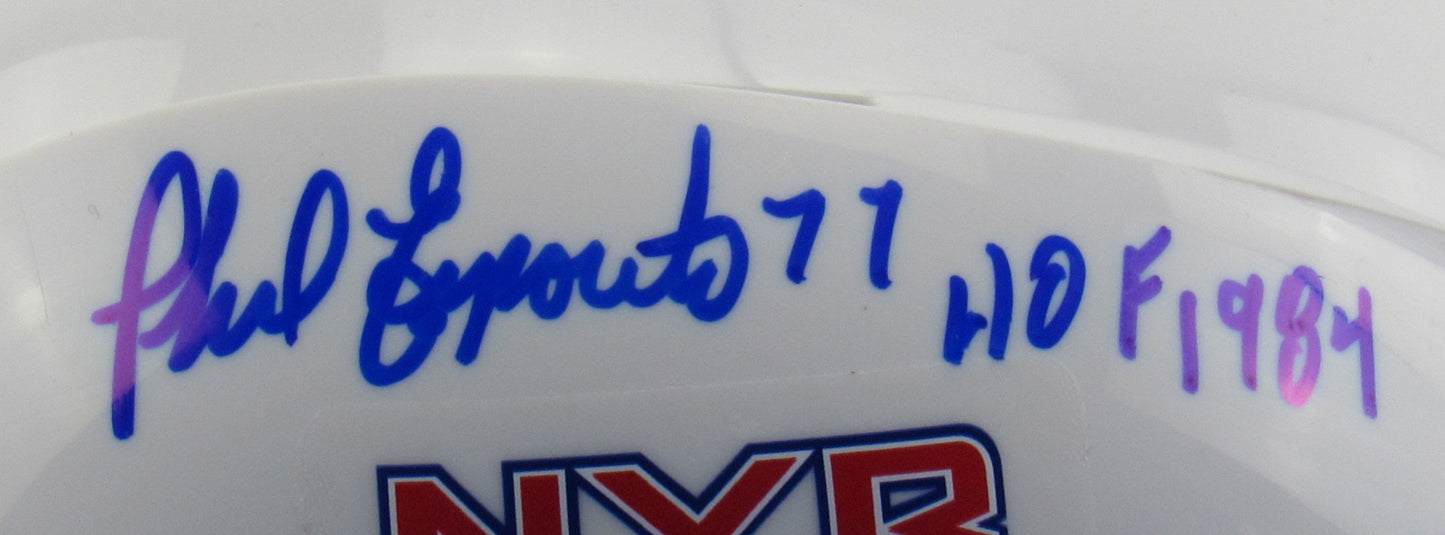 Phil Esposito 77 HOF 1984
NYR